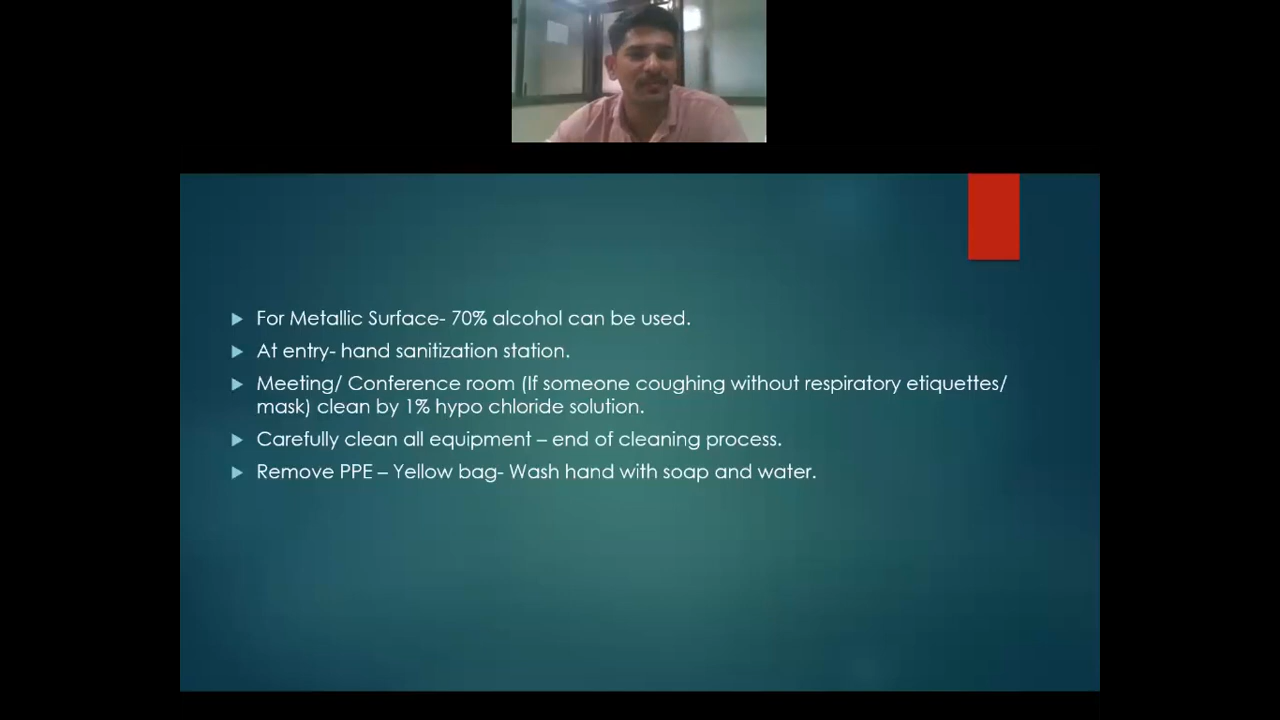 For Metallic Surface- 70% alcohol can be used.
At entry- hand sanitization station.
Meeting/ Conference room (If someone coughing without respiratory etiquettes/
mask) clean by 1% hypo chloride solution.
Carefully clean all equipment – end of cleaning process.
Remove PPE – Yellow bag- Wash hand with soap and water.